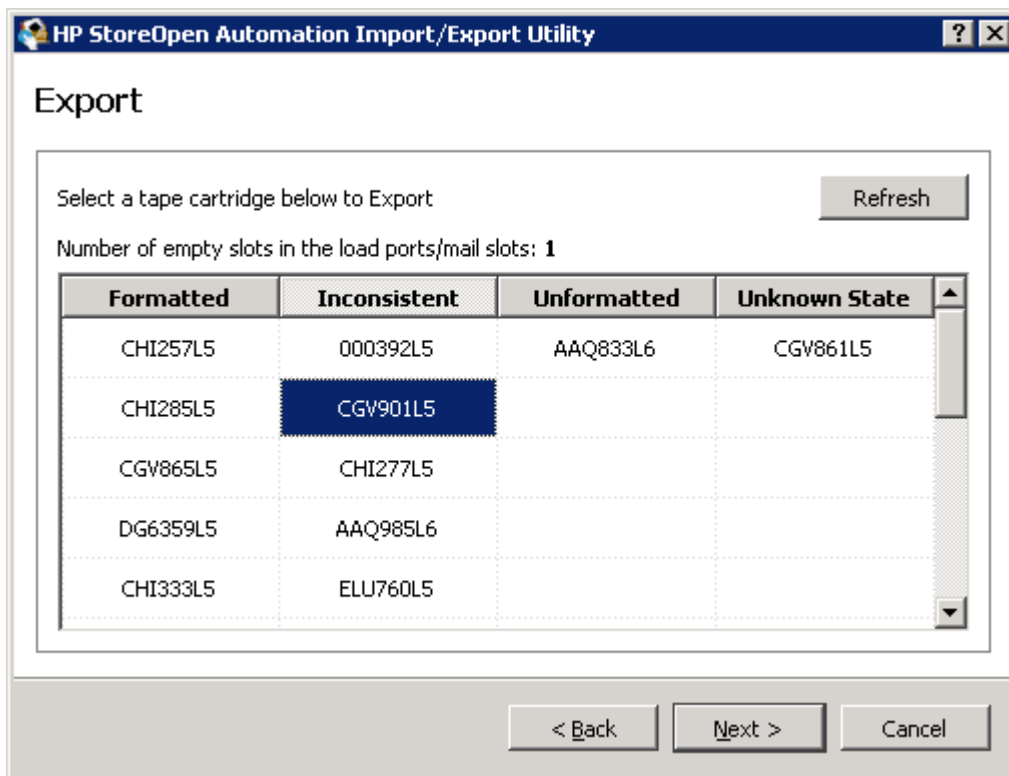 HP StoreOpen Automation Import/Export Utility
Export
Select a tape cartridge below to Export
Refresh
Number of empty slots in the load ports/mail slots: 1
Formatted Inconsistent Unformatted Unknown State
CHI257L5 000392L5 AAQ833L6 CGV861L5
CHI285L5 CGV901L5
CGV865L5 CHI277L5
DG6359L5 AAQ985L6
CHI333L5 ELU760L5
< Back Next > Cancel